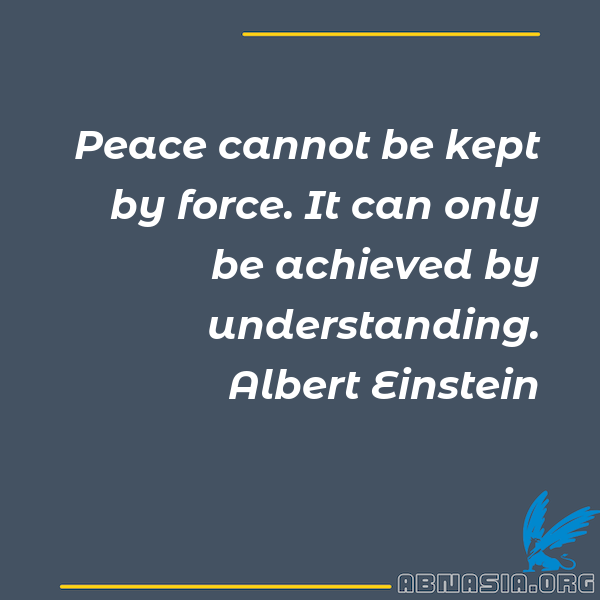 Peace cannot be kept
by force. It can only
be achieved by
understanding.
Albert Einstein
ABNASIA.ORG